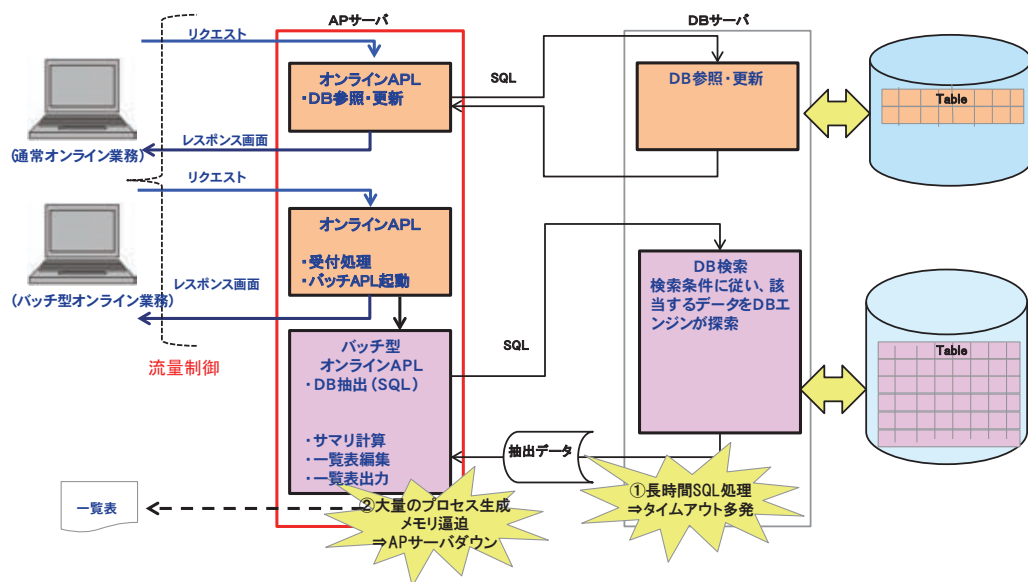 APサーバ
DBサーバ
リクエスト
オンラインAPL
・DB参照・更新
SQL
DB参照・更新
Table
レスポンス画面
(通常オンライン業務)
リクエスト
オンラインAPL
・受付処理
・バッチAPL起動
レスポンス画面
(バッチ型オンライン業務)
DB検索
検索条件に従い、該
当するデータをDBエ
ンジンが探索
Table
流量制御
バッチ型
オンラインAPL
・DB抽出(SQL)
SQL
・サマリ計算
・一覧表編集
・一覧表出力
抽出データ
①長時間SQL処理
⇒タイムアウト多発
②大量のプロセス生成
メモリ逼迫
⇒APサーバダウン
一覧表